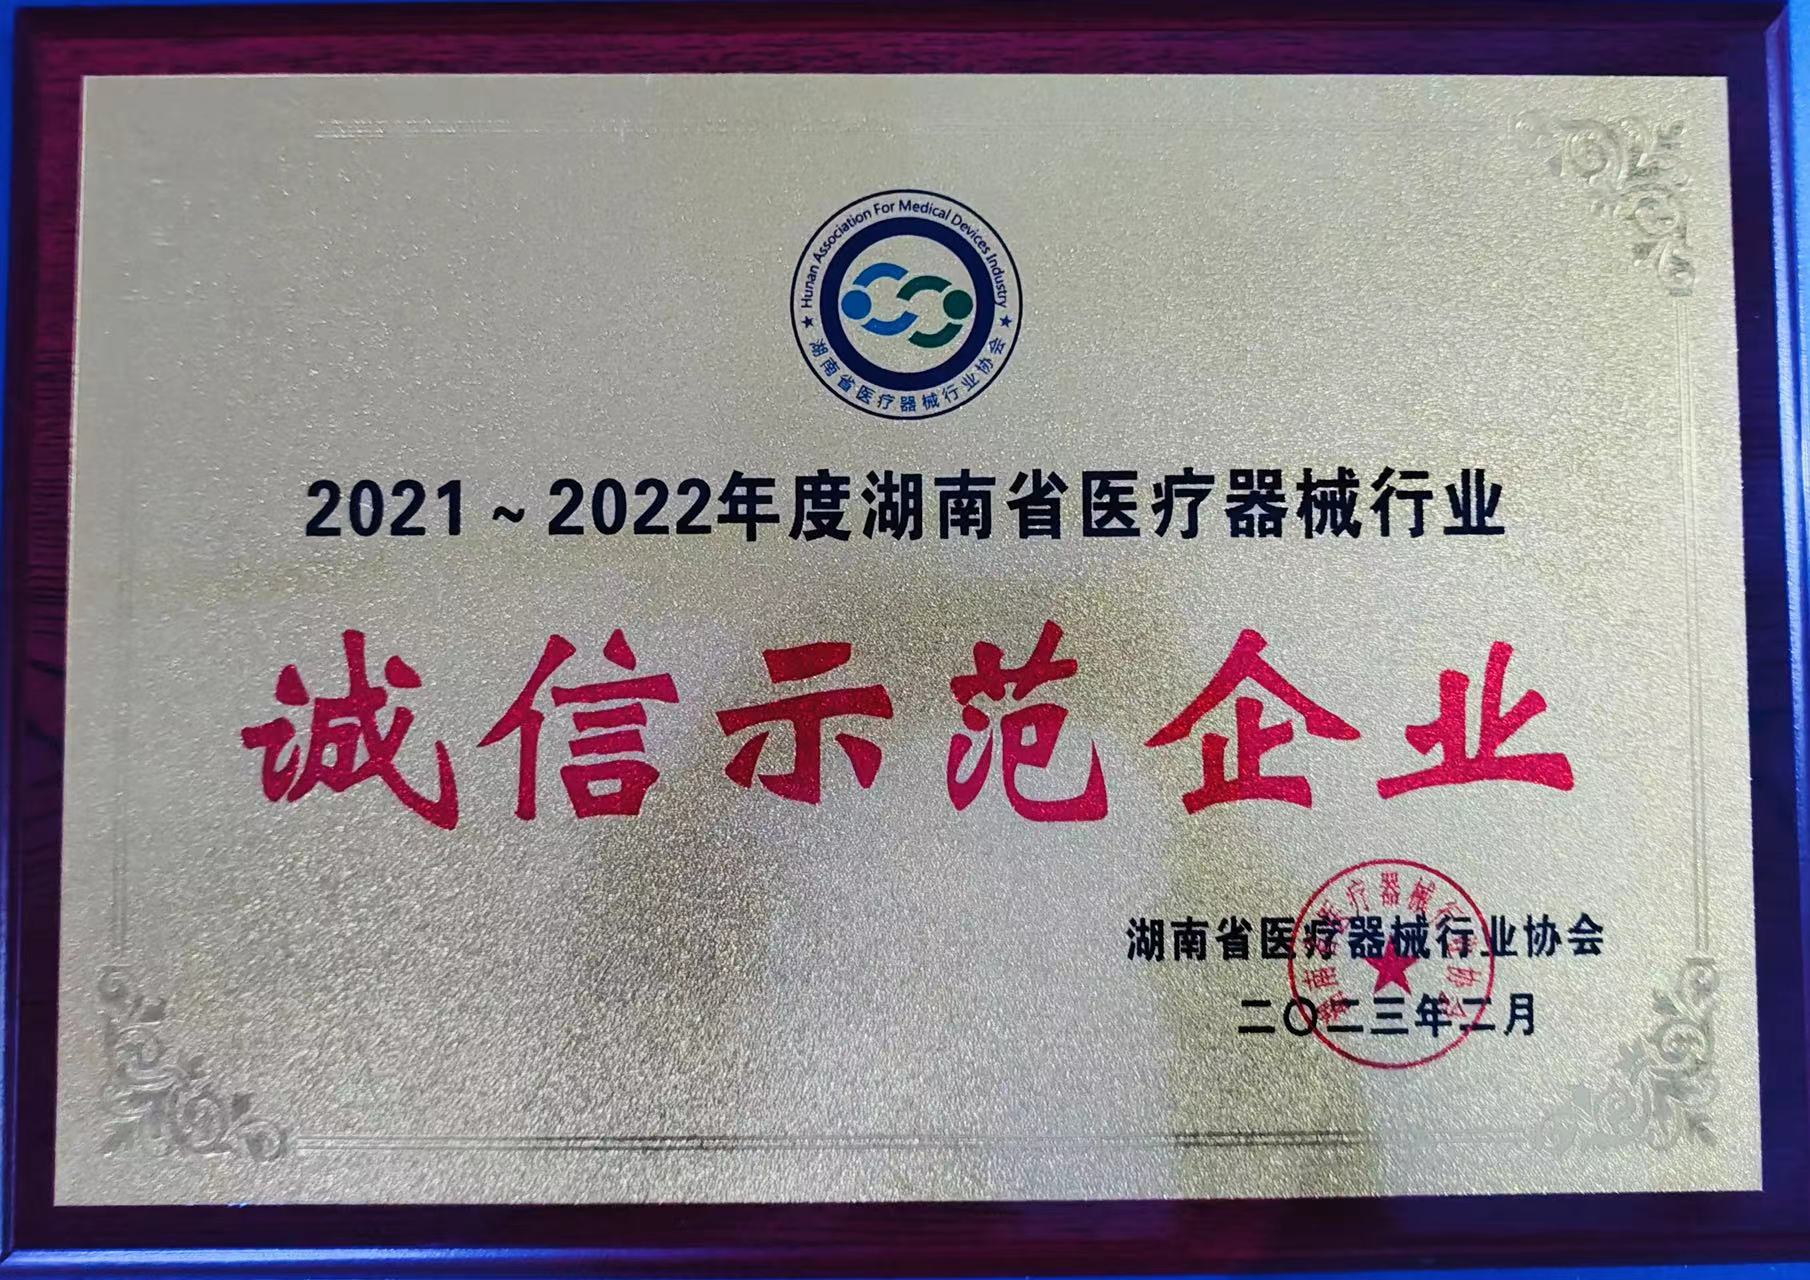 Hunan Association For Medical Devices Industry
湖南省医疗器械行业协会
2021~2022年度湖南省医疗器械行业
诚信示范企业
湖南省医疗器械行业协会
二〇二三年二月